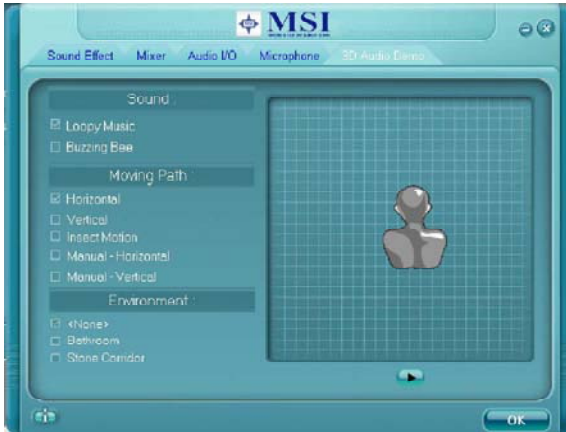 MSI
Sound Effect Mixer Audio I/O Microphone 3D Audio Demo
Sound :
Loopy Music
Buzzing Bee
Moving Path :
Horizontal
Vertical
Insect Motion
Manual - Horizontal
Manual - Vertical
Environment :
<None>
Bathroom
Stone Corridor
OK